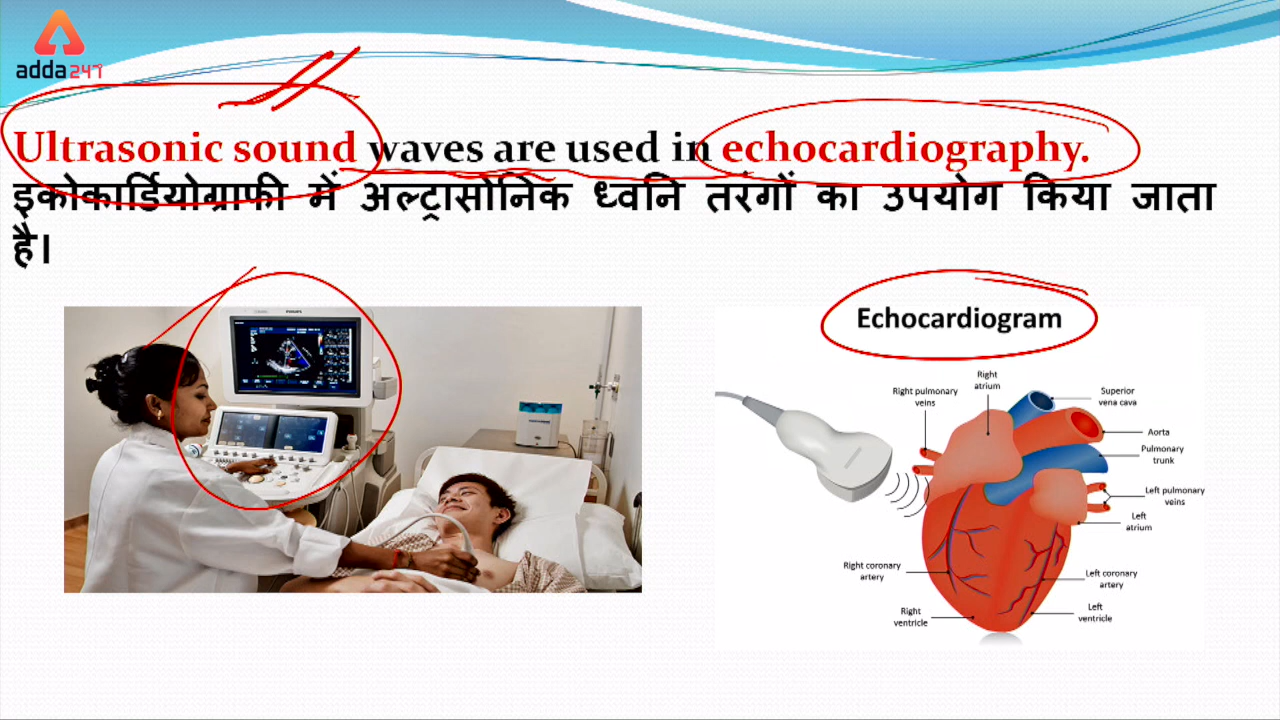 adda247
Ultrasonic sound waves are used in echocardiography.
इकोकार्डियोग्राफी में अल्ट्रासोनिक ध्वनि तरंगों का उपयोग किया जाता
है।
Echocardiogram
Right
atrium
Right pulmonary
veins
Superior
vena cava
Aorta
Pulmonary
trunk
Left pulmonary
veins
Left
atrium
Right coronary
artery
Left coronary
artery
Right
ventricle
Left
ventricle